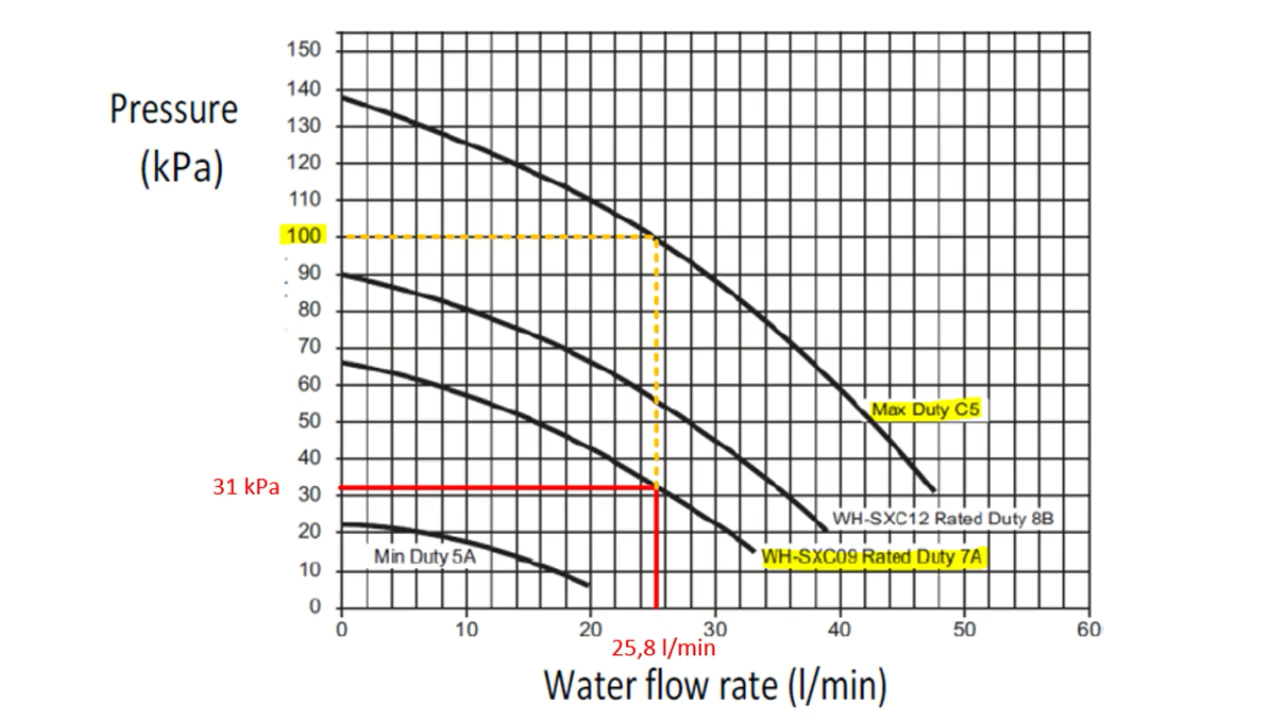 Pressure
(kPa)
150
140
130
120
110
100
90
80
70
60
50
40
30
20
10
0
31 kPa
Max Duty C5
WH-SXC12 Rated Duty 8B
WH-SXC09 Rated Duty 7A
Min Duty 5A
0 10 20 30 40 50 60
25,8 l/min
Water flow rate (l/min)